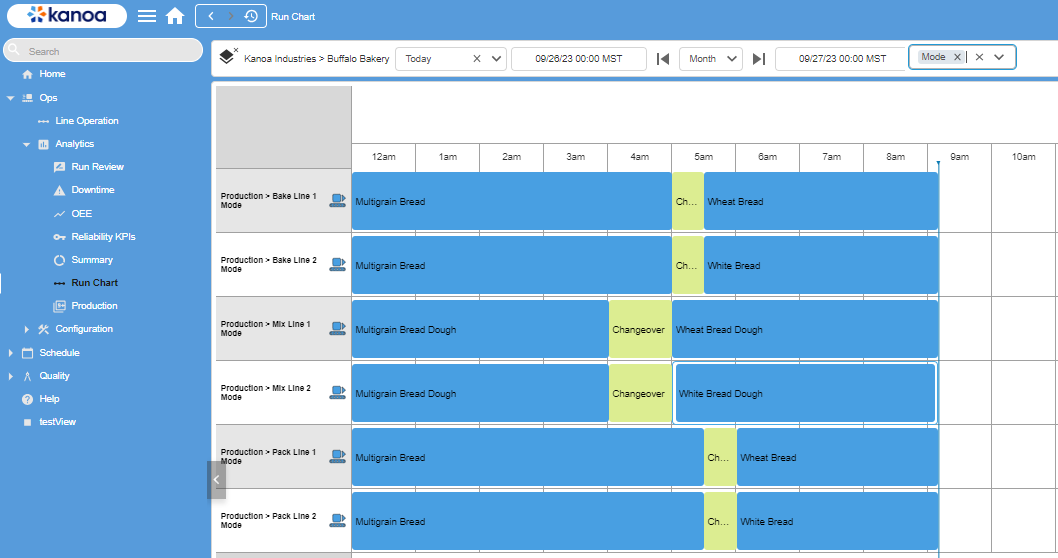 kanoa
Run Chart
Search
Home
Ops
Line Operation
Analytics
Run Review
Downtime
OEE
Reliability KPIs
Summary
Run Chart
Production
Configuration
Schedule
Quality
Help
testView
Kanoa Industries > Buffalo Bakery
Today
09/26/23 00:00 MST
Month
09/27/23 00:00 MST
Mode
12am 1am 2am 3am 4am 5am 6am 7am 8am 9am 10am
Production > Bake Line 1
Mode
Multigrain Bread Ch... Wheat Bread
Production > Bake Line 2
Mode
Multigrain Bread Ch... White Bread
Production > Mix Line 1
Mode
Multigrain Bread Dough Changeover Wheat Bread Dough
Production > Mix Line 2
Mode
Multigrain Bread Dough Changeover White Bread Dough
Production > Pack Line 1
Mode
Multigrain Bread Ch... Wheat Bread
Production > Pack Line 2
Mode
Multigrain Bread Ch... White Bread